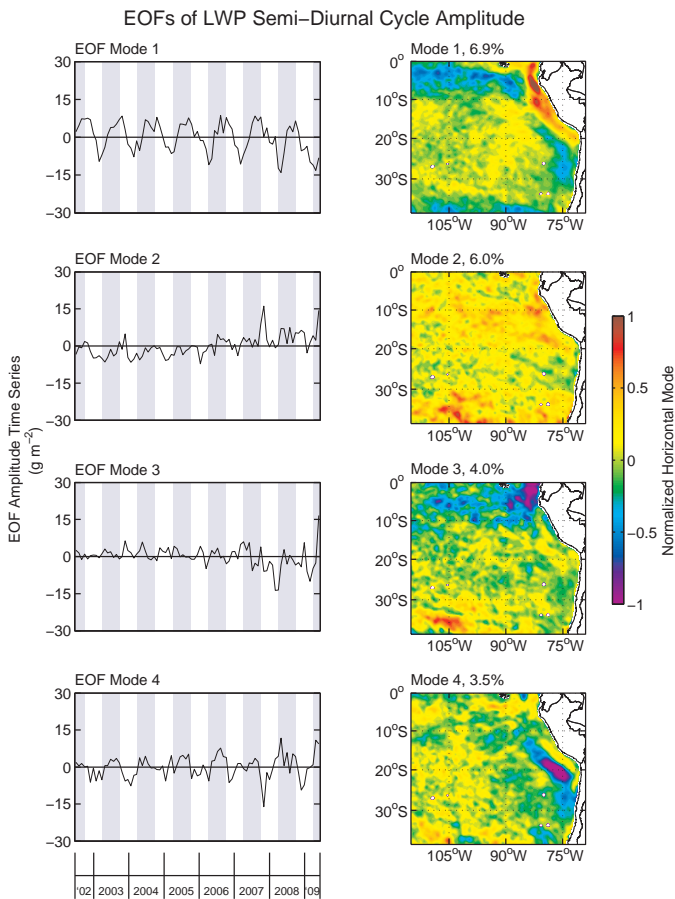 EOFs of LWP Semi−Diurnal Cycle Amplitude
EOF Mode 1
30
15
0
−15
−30
Mode 1, 6.9%
0°
10°S
20°S
30°S
105°W 90°W 75°W
EOF Mode 2
30
15
0
−15
−30
Mode 2, 6.0%
0°
10°S
20°S
30°S
105°W 90°W 75°W
EOF Mode 3
30
15
0
−15
−30
Mode 3, 4.0%
0°
10°S
20°S
30°S
105°W 90°W 75°W
EOF Mode 4
30
15
0
−15
−30
Mode 4, 3.5%
0°
10°S
20°S
30°S
105°W 90°W 75°W
'02 2003 2004 2005 2006 2007 2008 '09
EOF Amplitude Time Series
(g m⁻²)
1
0.5
0
−0.5
−1
Normalized Horizontal Mode